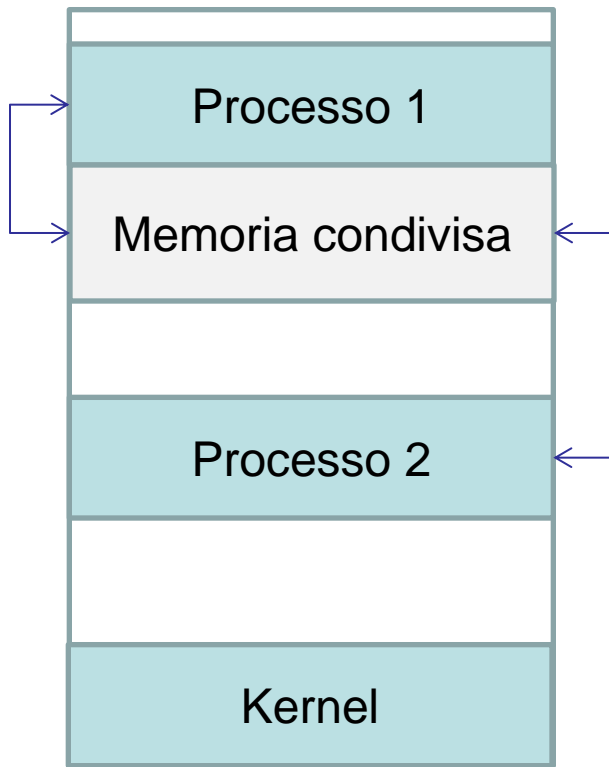 Processo 1
Memoria condivisa
Processo 2
Kernel